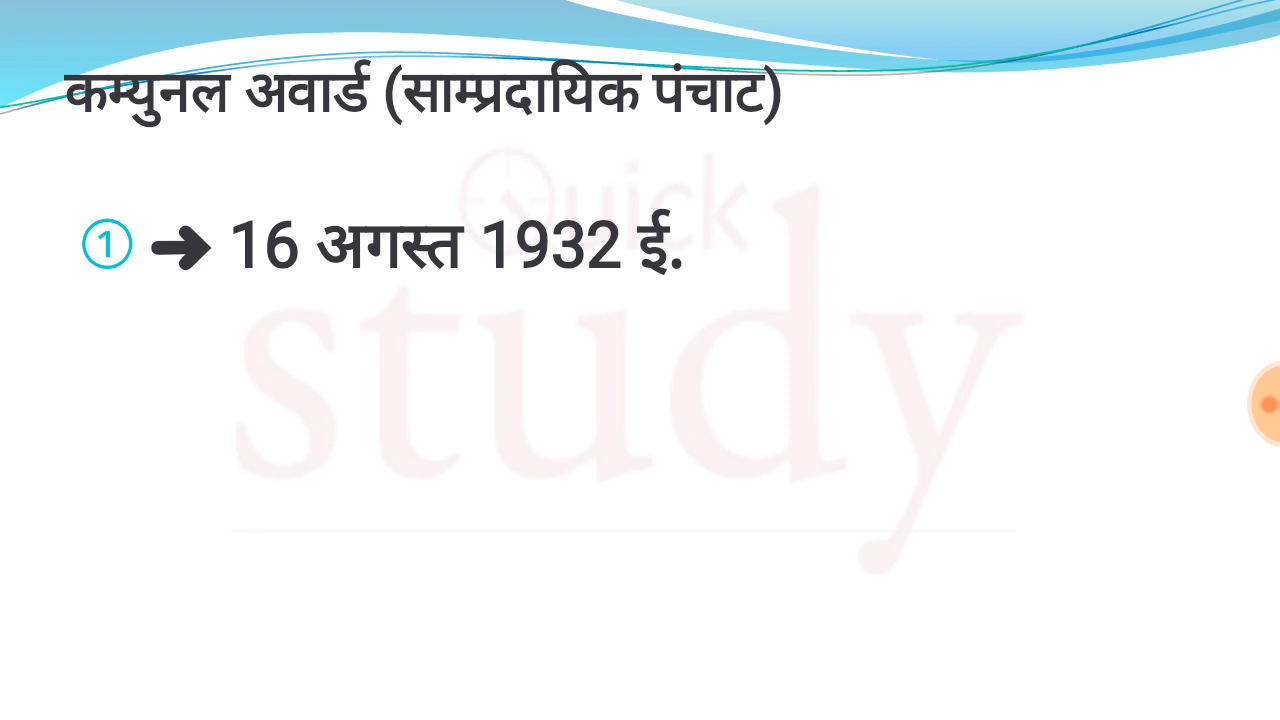 कम्युनल अवार्ड (साम्प्रदायिक पंचाट)
① ➜ 16 अगस्त 1932 ई.
Quick
study